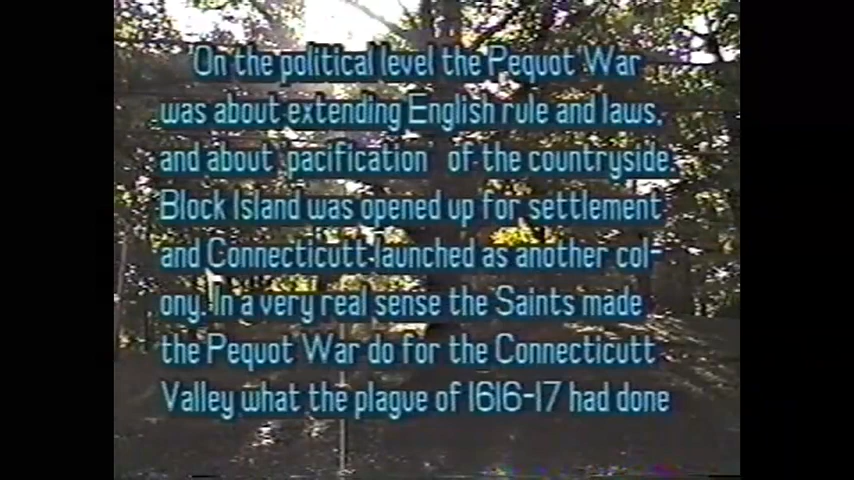 On the political level the Pequot War
was about extending English rule and laws,
and about 'pacification' of the countryside.
Block Island was opened up for settlement
and Connecticutt launched as another col-
ony. In a very real sense the Saints made
the Pequot War do for the Connecticutt
Valley what the plague of 1616-17 had done